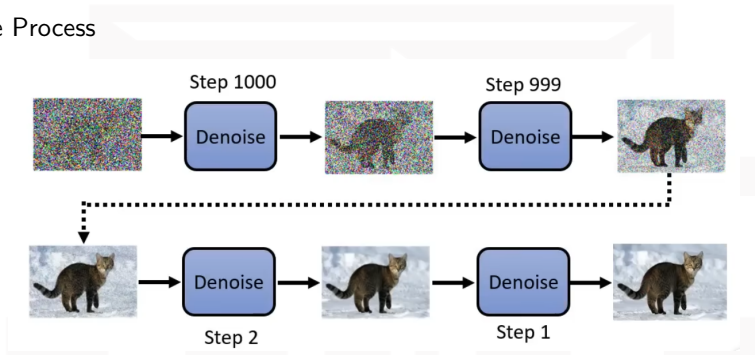 e Process
Step 1000
Step 999
Denoise
Denoise
Denoise
Denoise
Step 2
Step 1